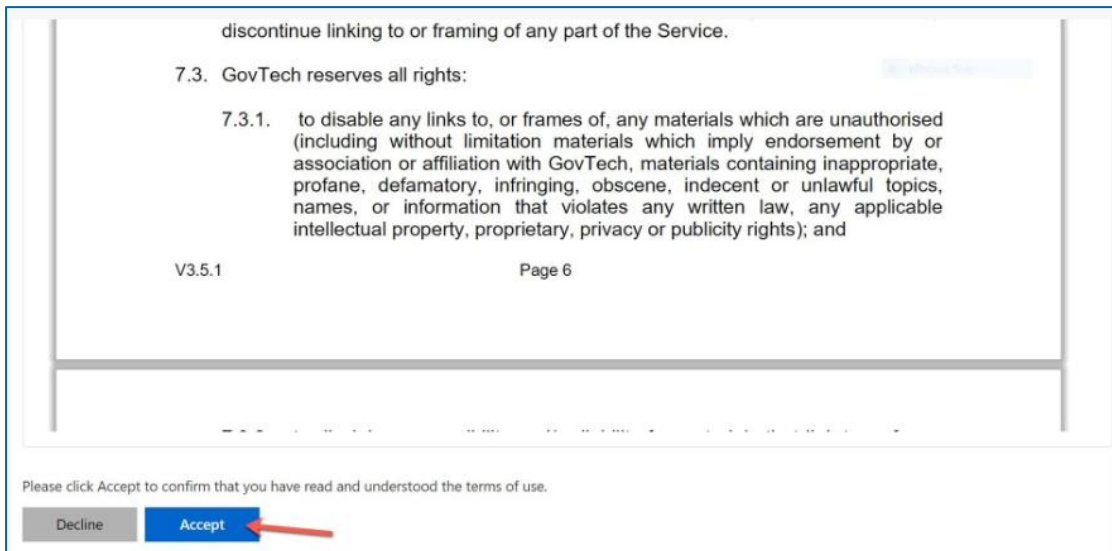 discontinue linking to or framing of any part of the Service.
7.3. GovTech reserves all rights:
7.3.1. to disable any links to, or frames of, any materials which are unauthorised
(including without limitation materials which imply endorsement by or
association or affiliation with GovTech, materials containing inappropriate,
profane, defamatory, infringing, obscene, indecent or unlawful topics,
names, or information that violates any written law, any applicable
intellectual property, proprietary, privacy or publicity rights); and
V3.5.1 Page 6
Please click Accept to confirm that you have read and understood the terms of use.
Decline Accept